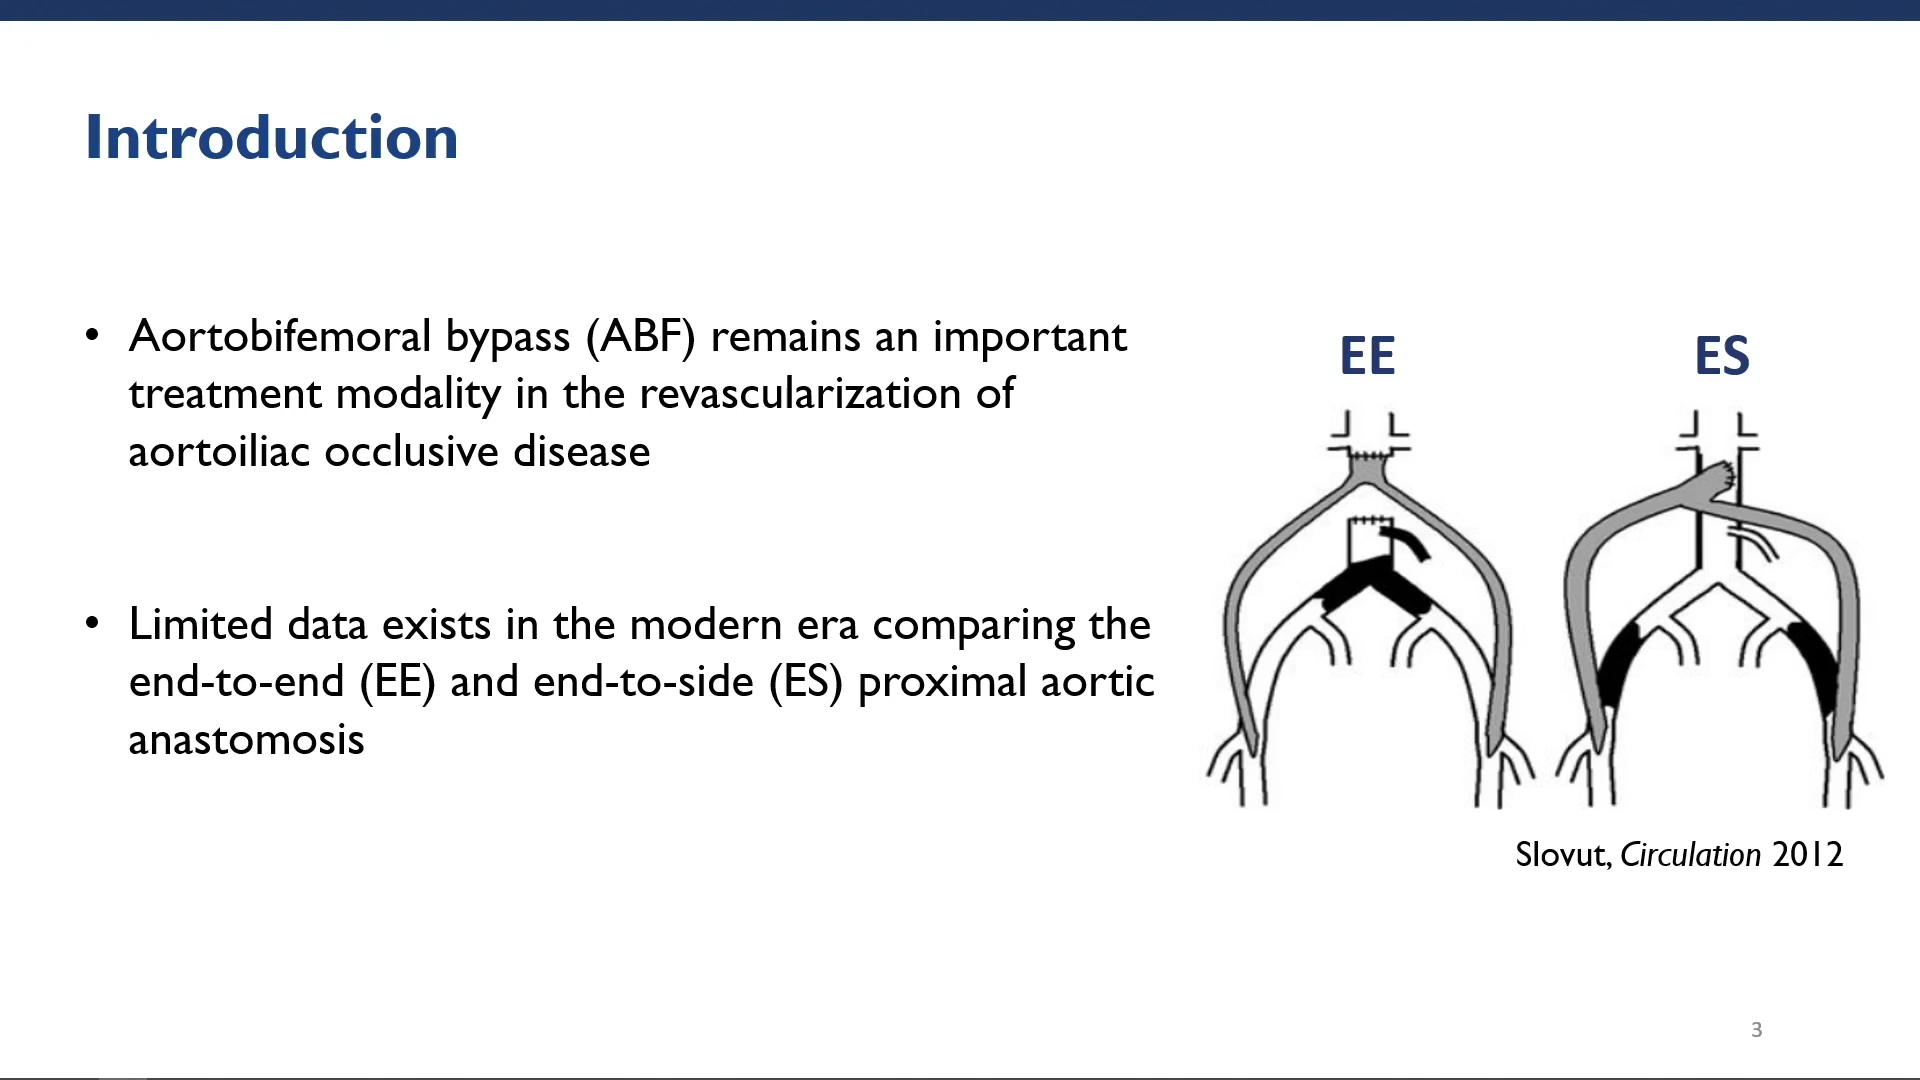 Introduction
• Aortobifemoral bypass (ABF) remains an important
treatment modality in the revascularization of
aortoiliac occlusive disease
• Limited data exists in the modern era comparing the
end-to-end (EE) and end-to-side (ES) proximal aortic
anastomosis
EE
ES
Slovut, Circulation 2012
3